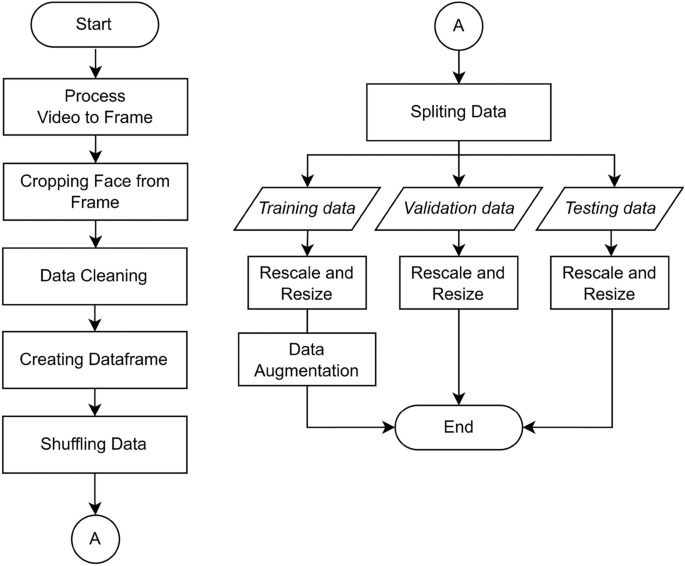 Start
Process
Video to Frame
Cropping Face from
Frame
Data Cleaning
Creating Dataframe
Shuffling Data
A
A
Spliting Data
Training data
Validation data
Testing data
Rescale and
Resize
Rescale and
Resize
Rescale and
Resize
Data
Augmentation
End